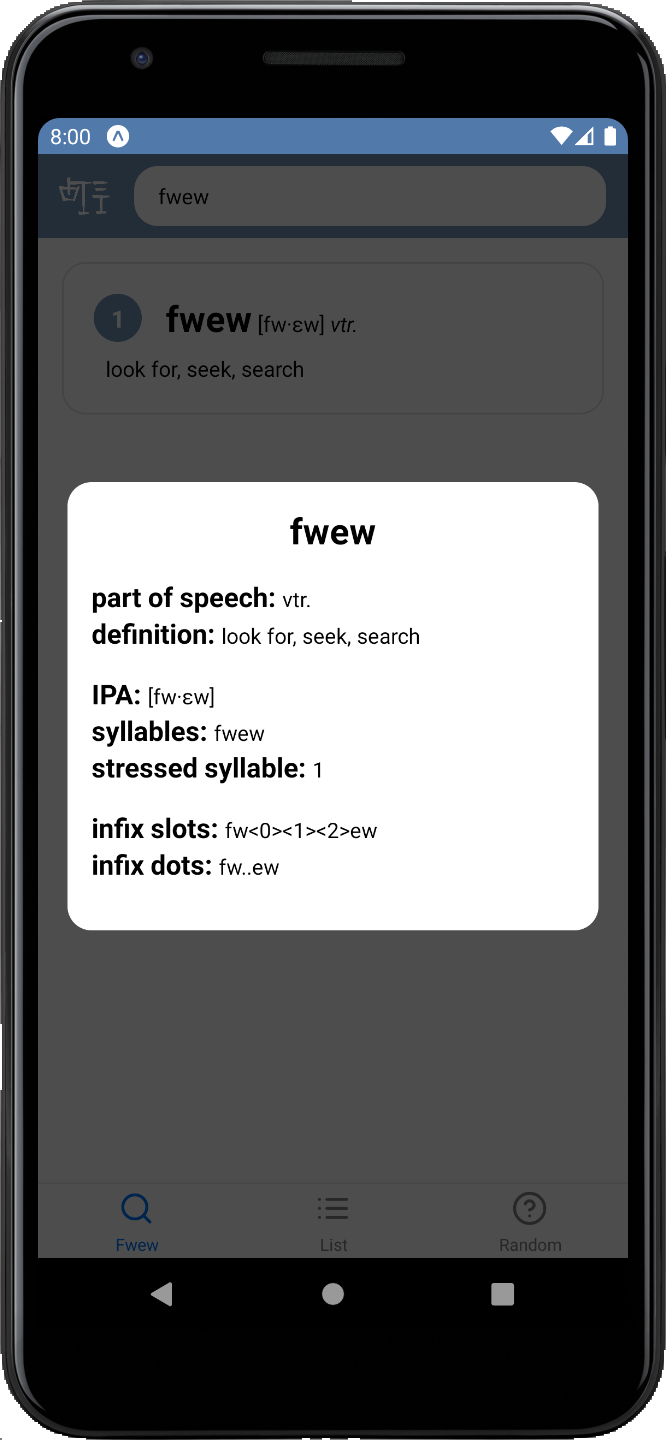 8:00
fwew
1 fwew [fw·ɛw] vtr.
look for, seek, search
fwew
part of speech: vtr.
definition: look for, seek, search
IPA: [fw·ɛw]
syllables: fwew
stressed syllable: 1
infix slots: fw<0><1><2>ew
infix dots: fw..ew
Fwew List Random